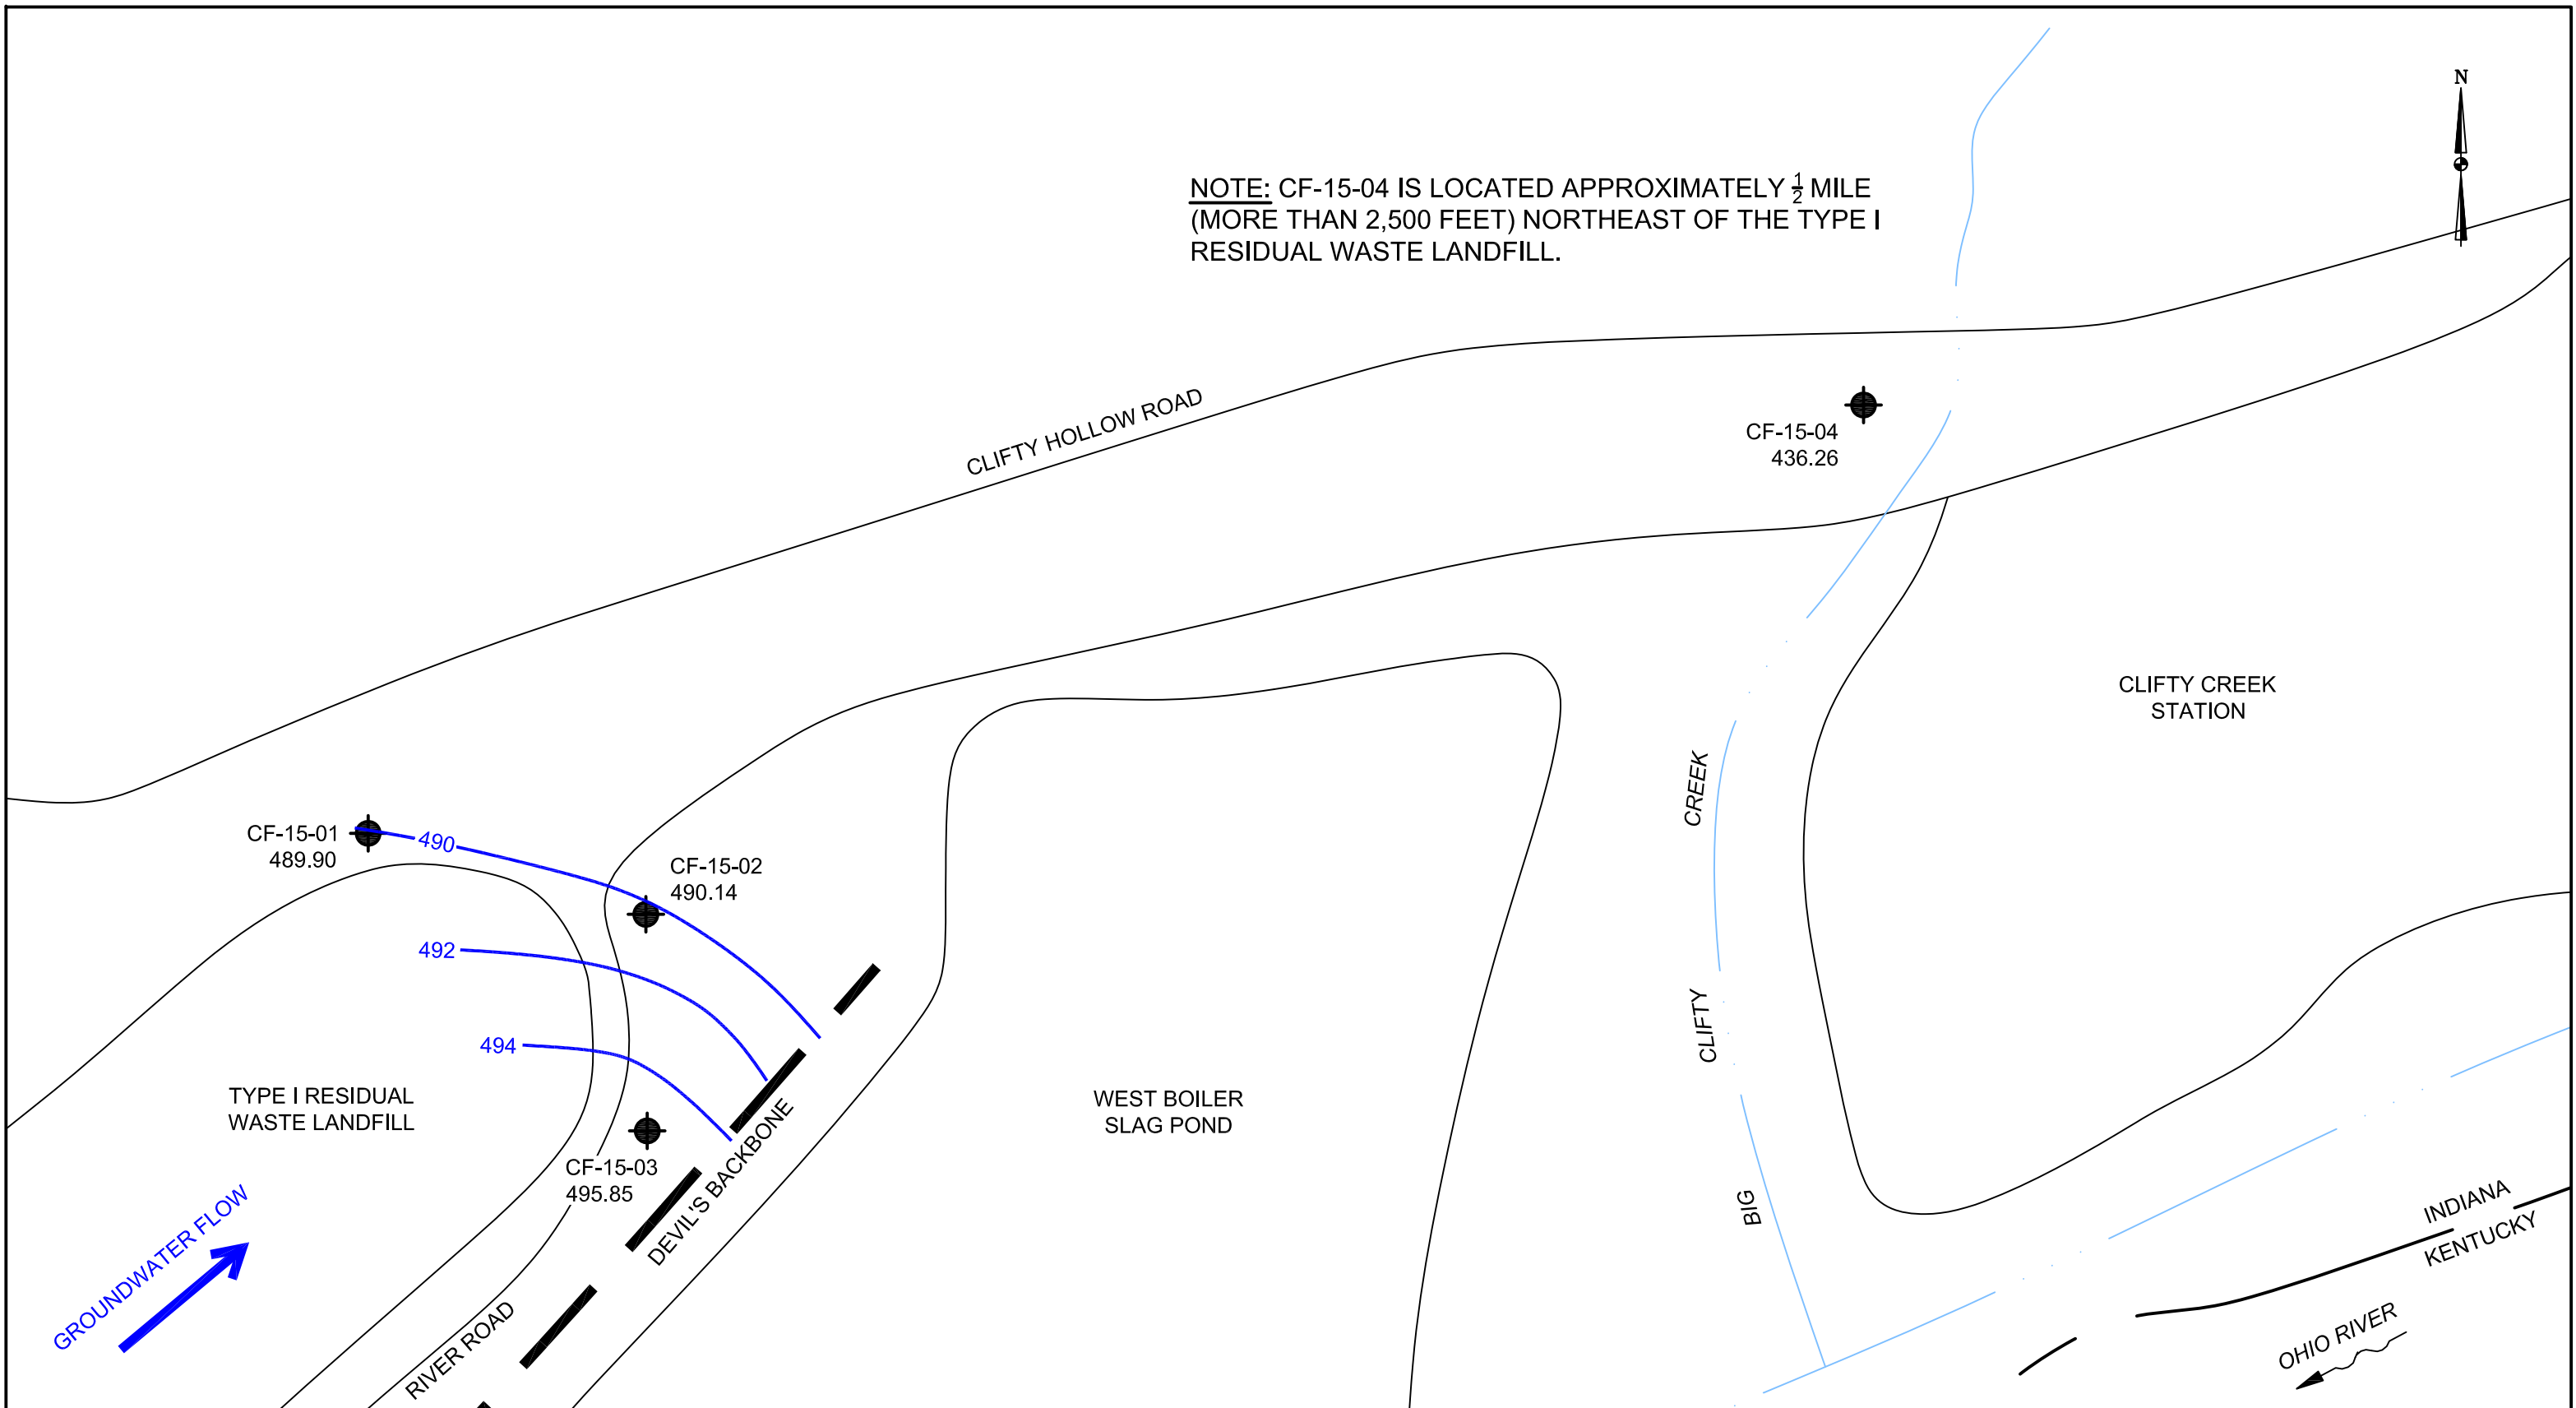 N
NOTE: CF-15-04 IS LOCATED APPROXIMATELY 1/2 MILE
(MORE THAN 2,500 FEET) NORTHEAST OF THE TYPE I
RESIDUAL WASTE LANDFILL.
CLIFTY HOLLOW ROAD
CF-15-04
436.26
CLIFTY CREEK
STATION
CREEK
CLIFTY
BIG
CF-15-01
489.90
490
CF-15-02
490.14
492
494
TYPE I RESIDUAL
WASTE LANDFILL
WEST BOILER
SLAG POND
CF-15-03
495.85
DEVIL'S BACKBONE
GROUNDWATER FLOW
RIVER ROAD
INDIANA
KENTUCKY
OHIO RIVER